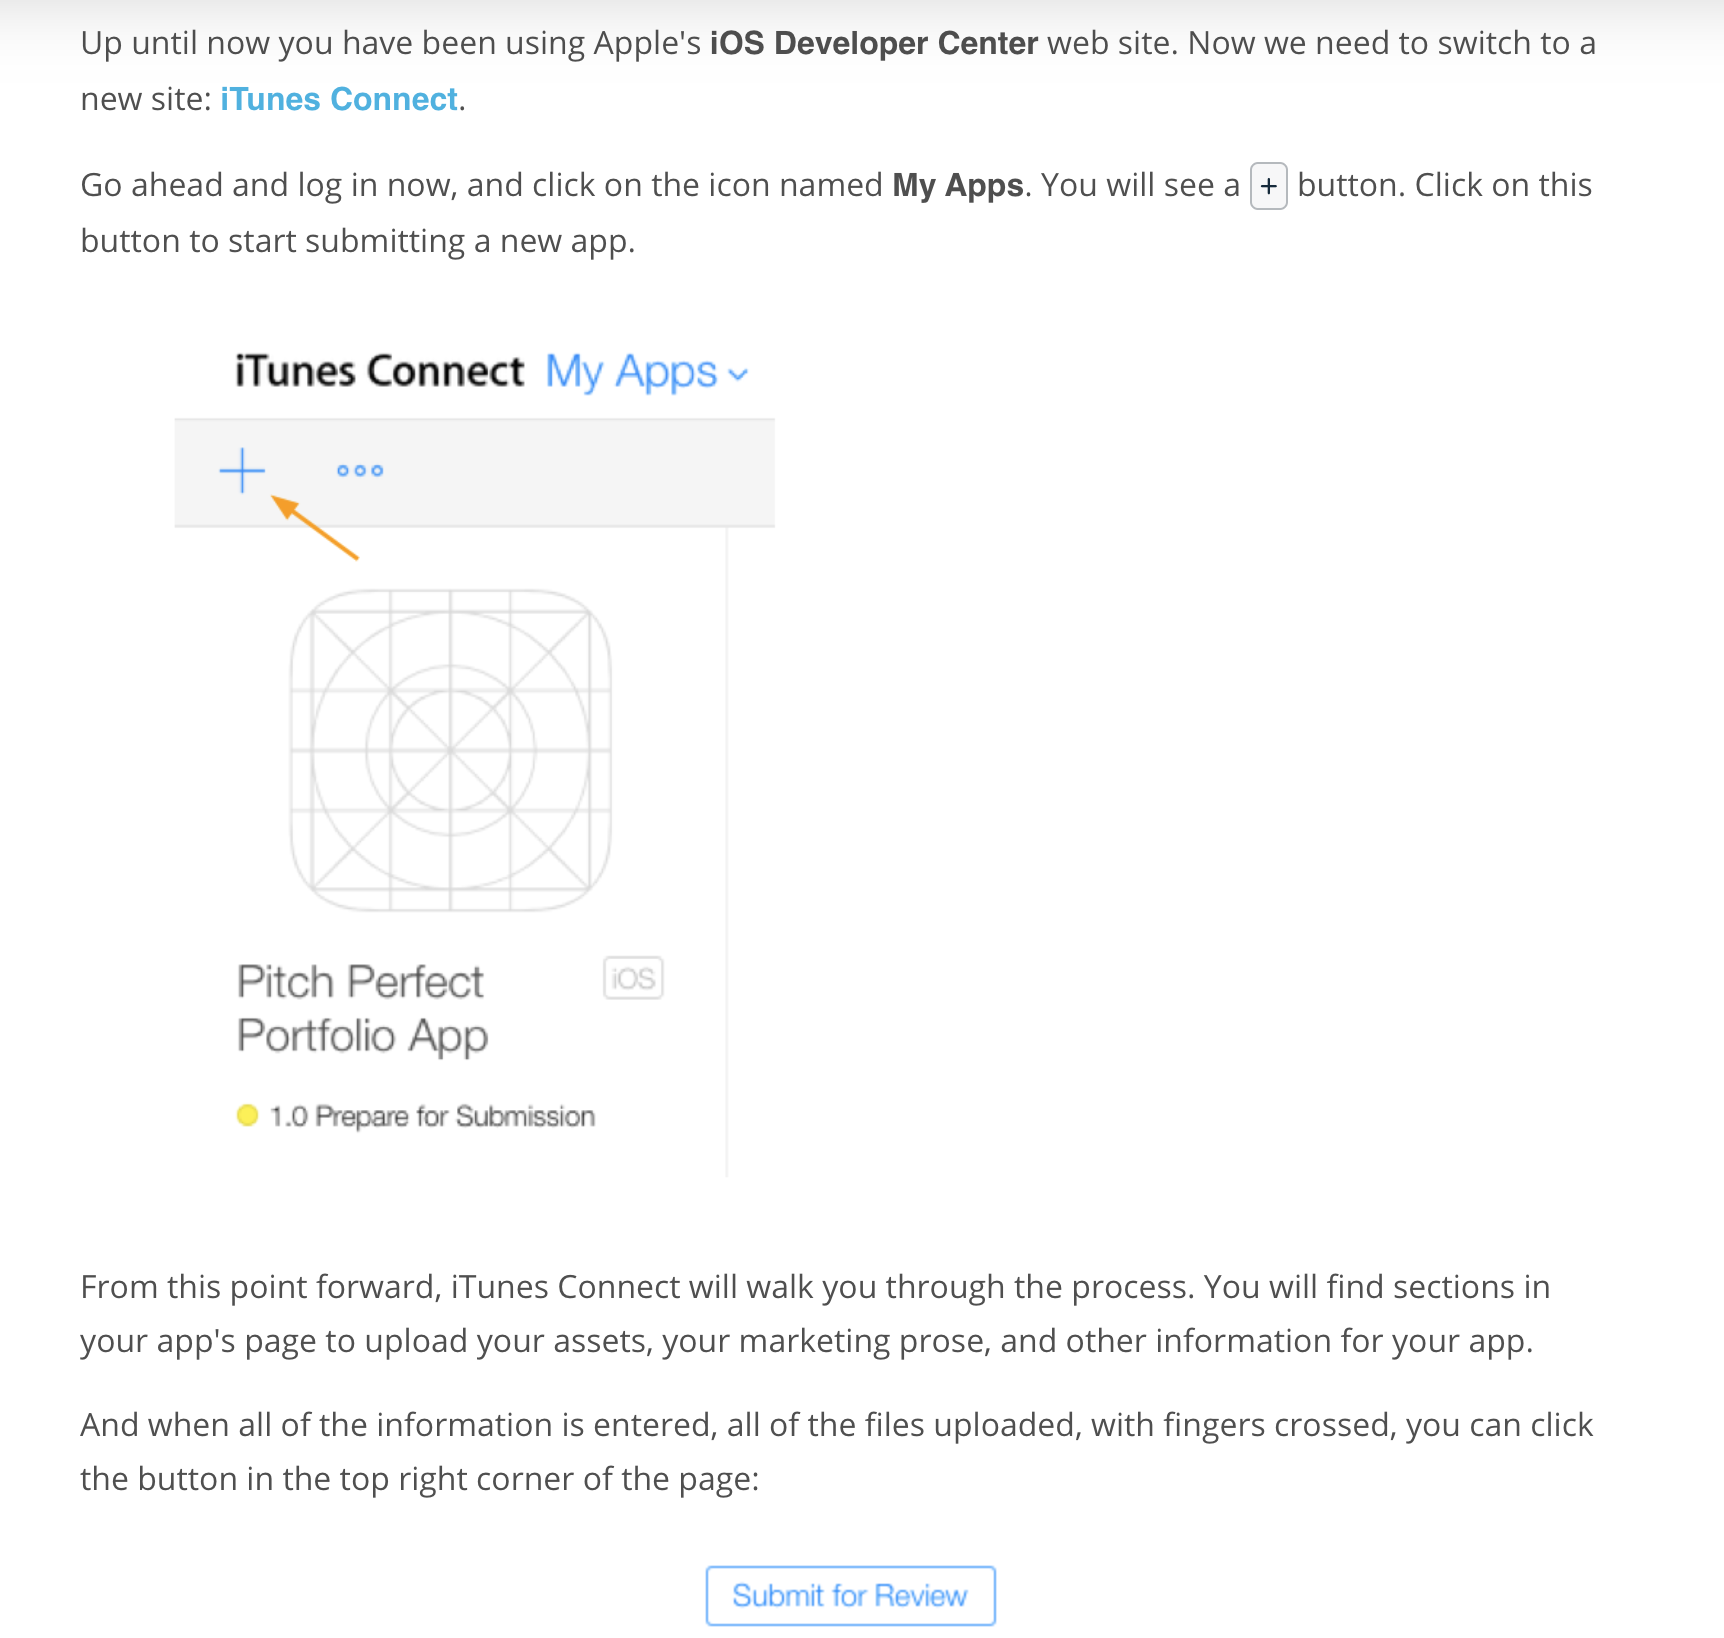 Up until now you have been using Apple's iOS Developer Center web site. Now we need to switch to a
new site: iTunes Connect.
Go ahead and log in now, and click on the icon named My Apps. You will see a + button. Click on this
button to start submitting a new app.
iTunes Connect My Apps
Pitch Perfect iOS
Portfolio App
1.0 Prepare for Submission
From this point forward, iTunes Connect will walk you through the process. You will find sections in
your app's page to upload your assets, your marketing prose, and other information for your app.
And when all of the information is entered, all of the files uploaded, with fingers crossed, you can click
the button in the top right corner of the page:
Submit for Review